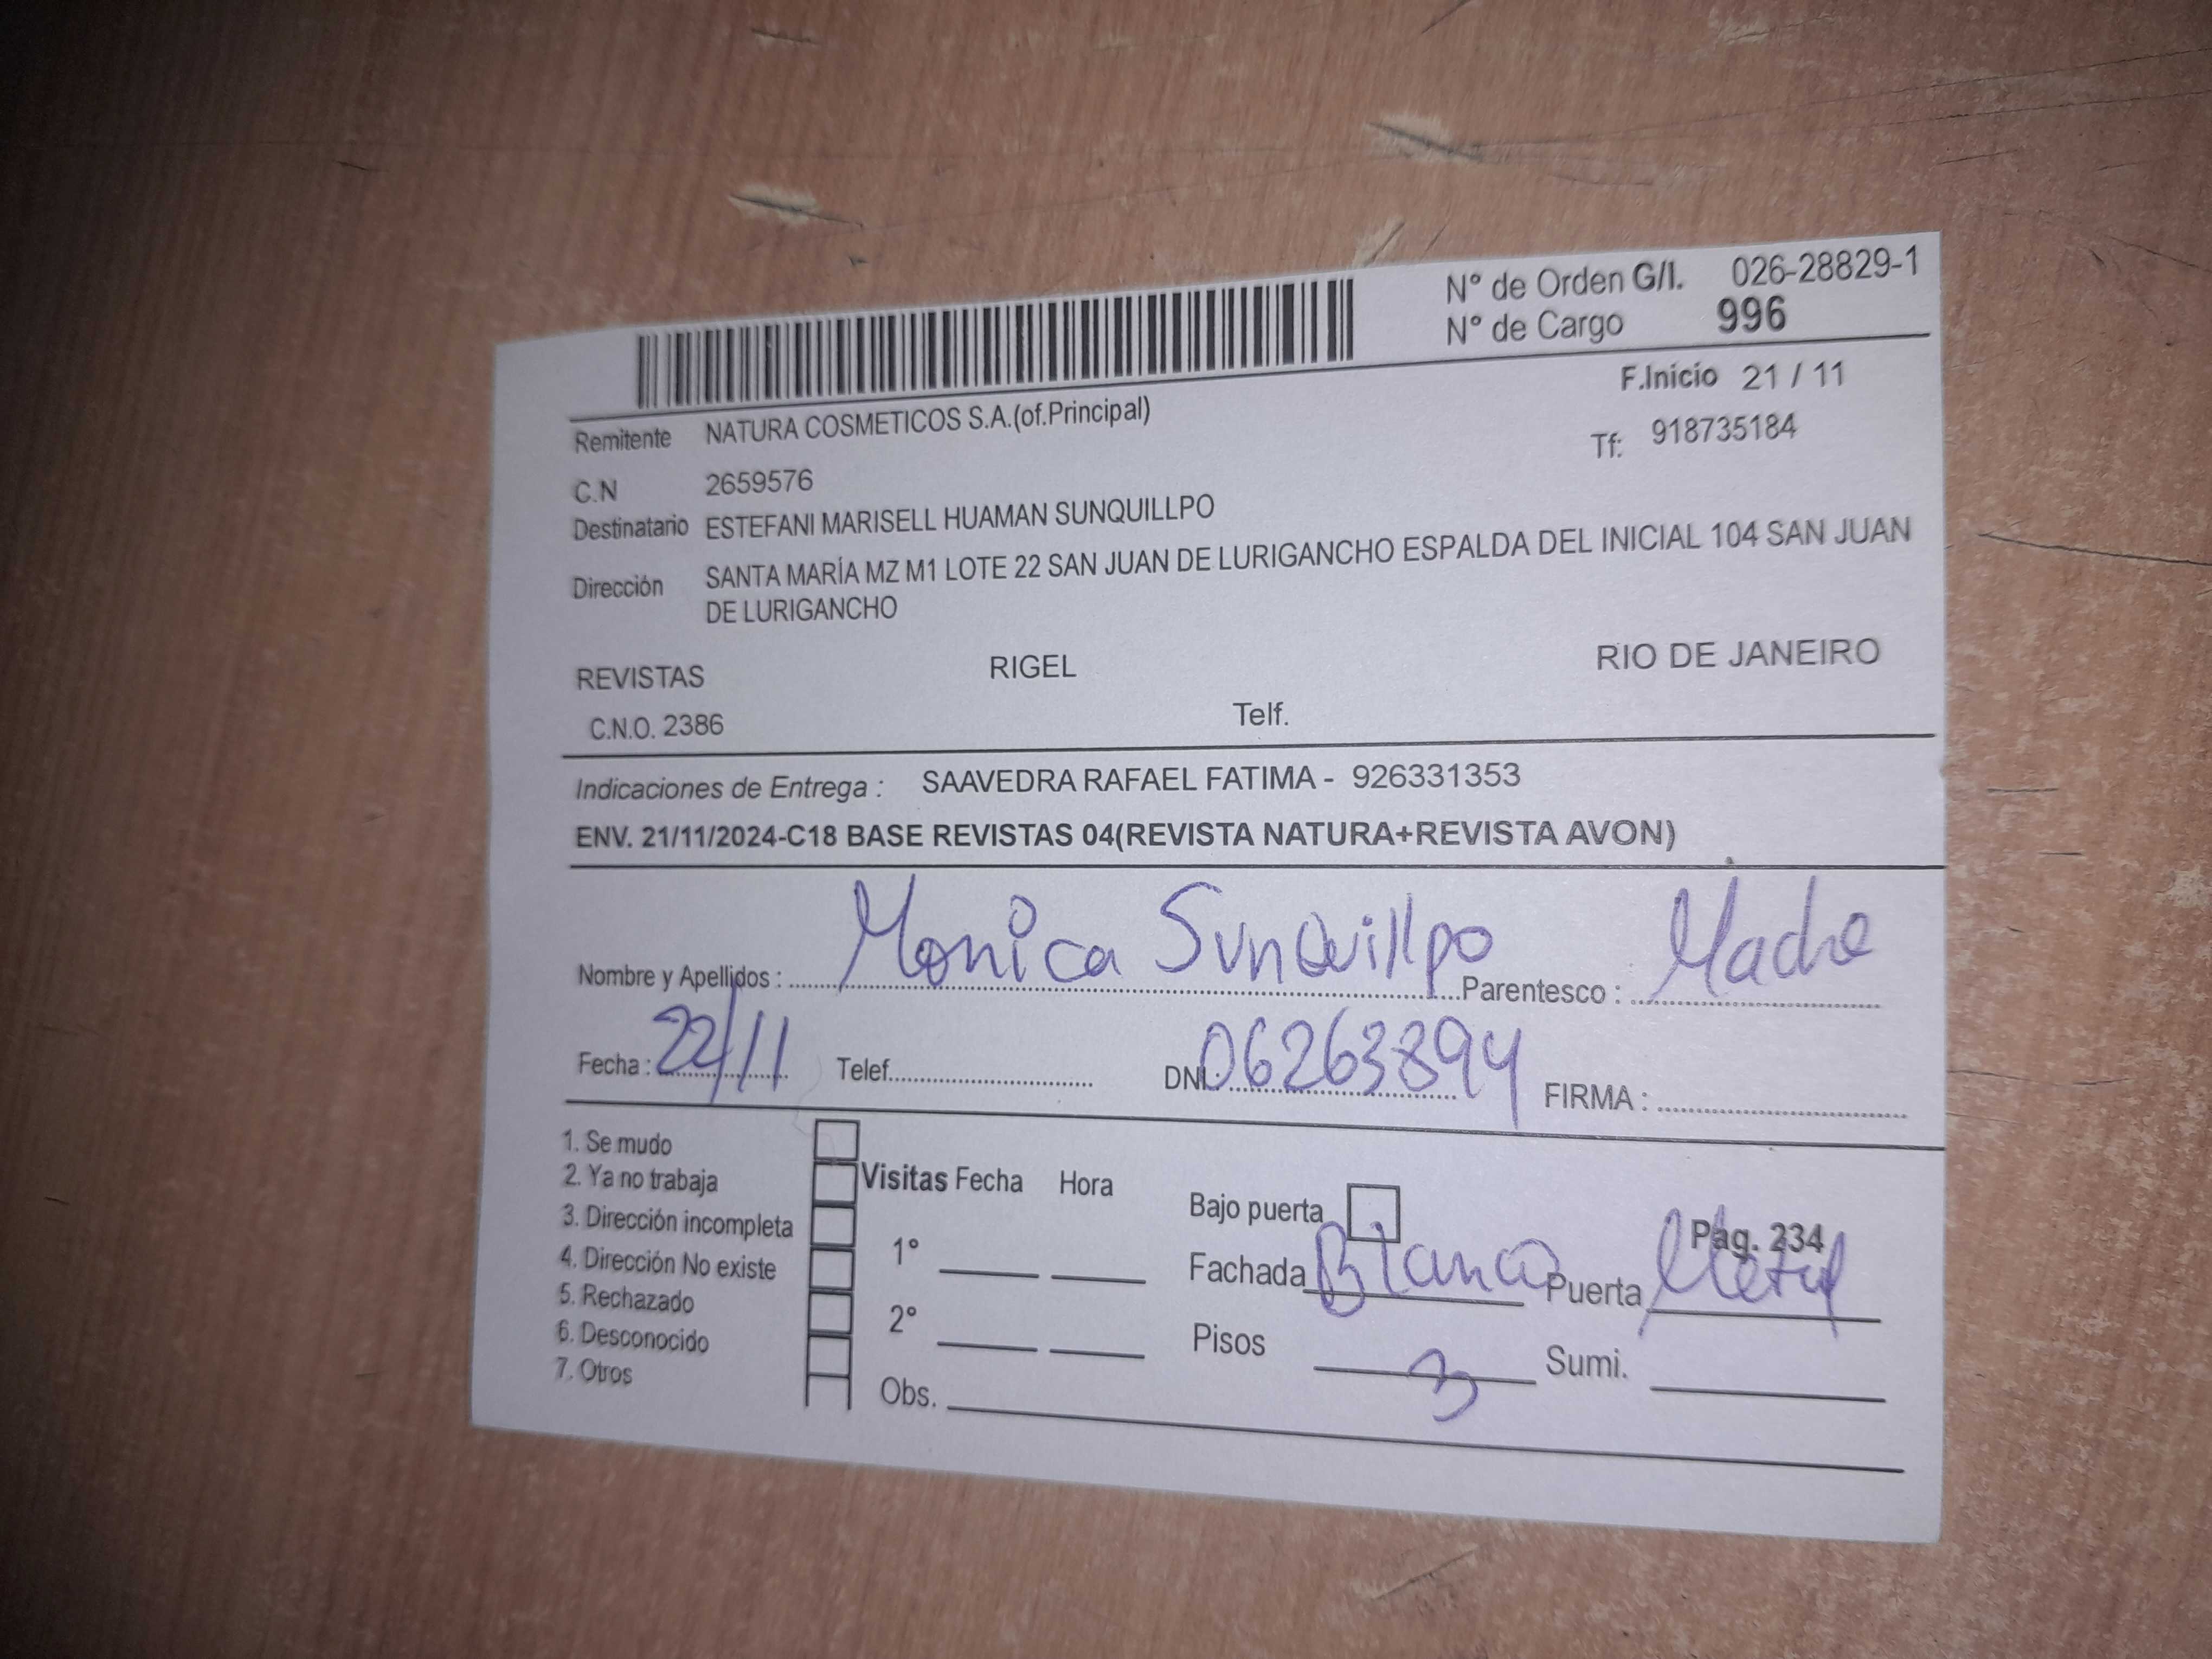 N° de Orden G/I. 026-28829-1
N° de Cargo 996
F.Inicio 21 / 11
Remitente NATURA COSMETICOS S.A.(of.Principal)
Tf: 918735184
C.N 2659576
Destinatario ESTEFANI MARISELL HUAMAN SUNQUILLPO
Dirección SANTA MARÍA MZ M1 LOTE 22 SAN JUAN DE LURIGANCHO ESPALDA DEL INICIAL 104 SAN JUAN
DE LURIGANCHO
REVISTAS RIGEL RIO DE JANEIRO
C.N.O. 2386 Telf.
Indicaciones de Entrega : SAAVEDRA RAFAEL FATIMA - 926331353
ENV. 21/11/2024-C18 BASE REVISTAS 04(REVISTA NATURA+REVISTA AVON)
Nombre y Apellidos : Monica SunQuillpo Parentesco : Madre
Fecha : 22/11 Telef. DNI: 06263894 FIRMA :
1. Se mudo
2. Ya no trabaja
3. Dirección incompleta
4. Dirección No existe
5. Rechazado
6. Desconocido
7. Otros
Visitas Fecha Hora
1°
2°
Obs.
Bajo puerta
Pag. 234
Fachada Blanco Puerta Metal
Pisos 3 Sumi.